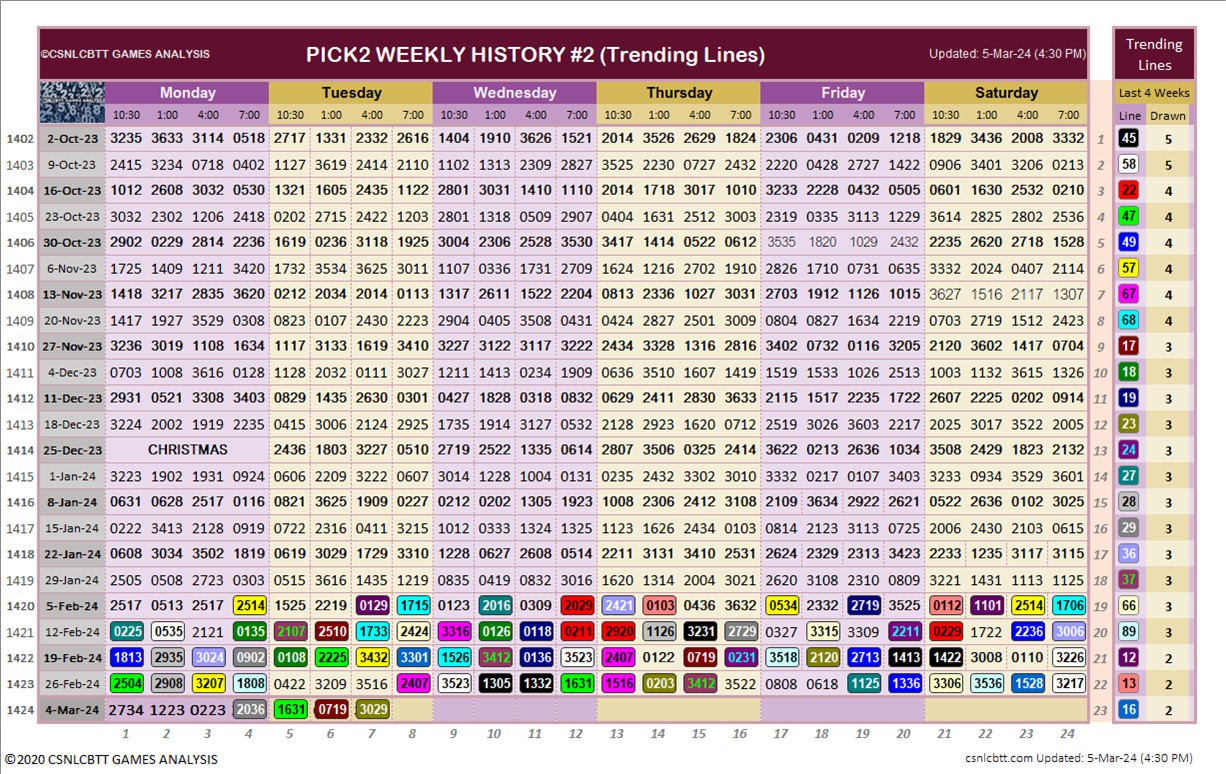 ©CSNLCBTT GAMES ANALYSIS PICK2 WEEKLY HISTORY #2 (Trending Lines) Updated: 5-Mar-24 (4:30 PM)
Trending Lines
Monday Tuesday Wednesday Thursday Friday Saturday Last 4 Weeks
10:30 1:00 4:00 7:00 10:30 1:00 4:00 7:00 10:30 1:00 4:00 7:00 10:30 1:00 4:00 7:00 10:30 1:00 4:00 7:00 10:30 1:00 4:00 7:00 Line Drawn
1402 2-Oct-23 3235 3633 3114 0518 2717 1331 2332 2616 1404 1910 3626 1521 2014 3526 2629 1824 2306 0431 0209 1218 1829 3436 2008 3332 1 45 5
1403 9-Oct-23 2415 3234 0718 0402 1127 3619 2414 2110 1102 1313 2309 2827 3525 2230 0727 2432 2220 0428 2727 1422 0906 3401 3206 0213 2 58 5
1404 16-Oct-23 1012 2608 3032 0530 1321 1605 2435 1122 2801 3031 1410 1110 2014 1718 3017 1010 3233 2228 0432 0505 0601 1630 2532 0210 3 22 4
1405 23-Oct-23 3032 2302 1206 2418 0202 2715 2422 1203 2801 1318 0509 2907 0404 1631 2512 3003 2319 0335 3113 1229 3614 2825 2802 2536 4 47 4
1406 30-Oct-23 2902 0229 2814 2236 1619 0236 3118 1925 3004 2306 2528 3530 3417 1414 0522 0612 3535 1820 1029 2432 2235 2620 2718 1528 5 49 4
1407 6-Nov-23 1725 1409 1211 3420 1732 3534 3625 3011 1107 0336 1731 2709 1624 1216 2702 1910 2826 1710 0731 0635 3332 2024 0407 2114 6 57 4
1408 13-Nov-23 1418 3217 2835 3620 0212 2034 2014 0113 1317 2611 1522 2204 0813 2336 1027 3031 2703 1912 1126 1015 3627 1516 2117 1307 7 67 4
1409 20-Nov-23 1417 1927 3529 0308 0823 0107 2430 2223 2904 0405 3508 0431 0424 2827 2501 3009 0804 0827 1634 2219 0703 2719 1512 2423 8 68 4
1410 27-Nov-23 3236 3019 1108 1634 1117 3133 1619 3410 3227 3122 3117 3222 2434 3328 1316 2816 3402 0732 0116 3205 2120 3602 1417 0704 9 17 3
1411 4-Dec-23 0703 1008 3616 0128 1128 2032 0111 3027 1211 1413 0234 1909 0636 3510 1607 1419 1519 1533 1026 2513 1003 1132 3615 1326 10 18 3
1412 11-Dec-23 2931 0521 3308 3403 0829 1435 2630 0301 0427 1828 0318 0832 0629 2411 2830 3633 2115 1517 2235 1722 2607 2225 0202 0914 11 19 3
1413 18-Dec-23 3224 2002 1919 2235 0415 3006 2124 2925 1735 1914 3127 0532 2128 2923 1620 0712 2519 3026 3603 2217 2025 3017 3522 2005 12 23 3
1414 25-Dec-23 CHRISTMAS 2436 1803 3227 0519 2719 2522 1335 0614 2807 3506 0325 2414 3622 0213 2636 1034 3508 2429 1823 2132 13 24 3
1415 1-Jan-24 3223 1902 1931 0924 0606 2209 3222 0607 3014 1228 1004 0131 0235 2432 3302 3010 3332 0217 0107 3403 3233 0934 3529 3601 14 27 3
1416 8-Jan-24 0631 0628 2517 0116 0821 3625 1909 0227 0212 0202 1305 1923 1008 2306 2412 3108 2109 3634 2922 2621 0522 2636 0102 3025 15 28 3
1417 15-Jan-24 0222 3413 2128 0919 0722 2316 0411 3215 1012 0333 1324 1325 1123 1626 2434 0103 0814 2123 3113 0725 2006 2430 2103 0615 16 29 3
1418 22-Jan-24 0608 3034 3502 1819 0619 3029 1729 3310 1228 0627 2608 0514 2211 3131 3410 2531 2624 2329 2313 3423 2233 1235 3117 3115 17 36 3
1419 29-Jan-24 2505 0508 2723 0303 0515 3616 1435 1219 0835 0419 0832 3016 1620 1314 2004 3021 2620 3108 2310 0809 3221 1431 1113 1125 18 37 3
1420 5-Feb-24 2517 0513 2517 2514 1525 2219 0129 1715 0123 2016 0309 2029 2421 0103 0436 3632 0534 2332 2719 3525 0112 1101 2514 1706 19 66 3
1421 12-Feb-24 0225 0535 2121 0135 2107 2510 1733 2424 3316 0126 0118 0211 2920 1126 3231 2729 0327 3315 3309 2211 0229 1722 2236 3006 20 89 3
1422 19-Feb-24 1813 2935 3024 0902 0108 2225 3432 3301 1526 3412 0136 3523 2407 0122 0719 0231 3518 2120 2713 1413 1422 3008 0110 3226 21 12 2
1423 26-Feb-24 2504 2908 3207 1808 0422 3209 3516 2407 3523 1305 1332 1631 1516 0203 3412 3522 0808 0618 1125 1336 3306 3536 1528 3217 22 13 2
1424 4-Mar-24 2734 1223 0223 2036 1631 0719 3029 23 16 2
1 2 3 4 5 6 7 8 9 10 11 12 13 14 15 16 17 18 19 20 21 22 23 24
©2020 CSNLCBTT GAMES ANALYSIS csnlcbtt.com Updated: 5-Mar-24 (4:30 PM)